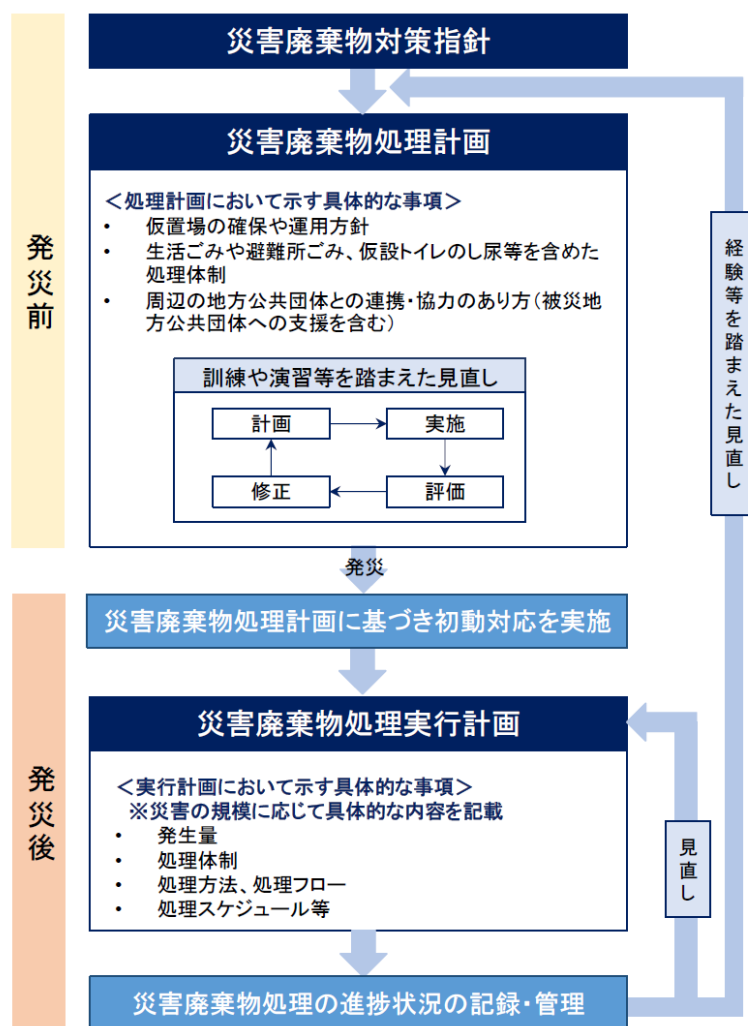 災害廃棄物対策指針
発災前
災害廃棄物処理計画
＜処理計画において示す具体的な事項＞
• 仮置場の確保や運用方針
• 生活ごみや避難所ごみ、仮設トイレのし尿等を含めた
処理体制
• 周辺の地方公共団体との連携・協力のあり方（被災地
方公共団体への支援を含む）
訓練や演習等を踏まえた見直し
計画
実施
修正
評価
経験等を踏まえた見直し
発災
発災後
災害廃棄物処理計画に基づき初動対応を実施
災害廃棄物処理実行計画
＜実行計画において示す具体的な事項＞
※災害の規模に応じて具体的な内容を記載
• 発生量
• 処理体制
• 処理方法、処理フロー
• 処理スケジュール等
見直し
災害廃棄物処理の進捗状況の記録・管理